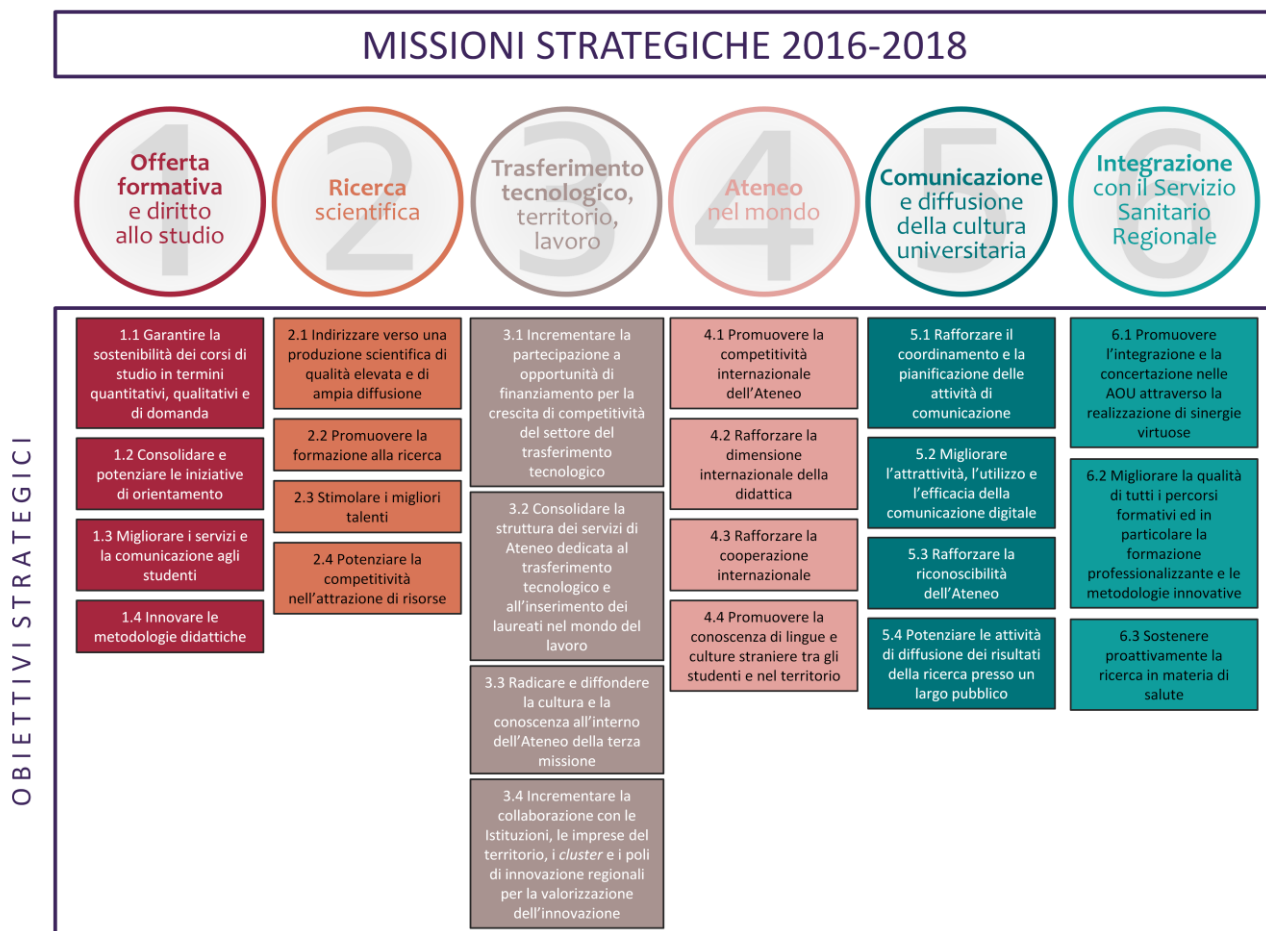 MISSIONI STRATEGICHE 2016-2018
1
Offerta
formativa
e diritto
allo studio
2
Ricerca
scientifica
3
Trasferimento
tecnologico,
territorio,
lavoro
4
Ateneo
nel mondo
5
Comunicazione
e diffusione
della cultura
universitaria
6
Integrazione
con il Servizio
Sanitario
Regionale
OBIETTIVI STRATEGICI
1.1 Garantire la
sostenibilità dei corsi di
studio in termini
quantitativi, qualitativi e
di domanda
1.2 Consolidare e
potenziare le iniziative
di orientamento
1.3 Migliorare i servizi e
la comunicazione agli
studenti
1.4 Innovare le
metodologie didattiche
2.1 Indirizzare verso una
produzione scientifica di
qualità elevata e di
ampia diffusione
2.2 Promuovere la
formazione alla ricerca
2.3 Stimolare i migliori
talenti
2.4 Potenziare la
competitività
nell’attrazione di risorse
3.1 Incrementare la
partecipazione a
opportunità di
finanziamento per la
crescita di competitività
del settore del
trasferimento
tecnologico
3.2 Consolidare la
struttura dei servizi di
Ateneo dedicata al
trasferimento
tecnologico e
all’inserimento dei
laureati nel mondo del
lavoro
3.3 Radicare e diffondere
la cultura e la
conoscenza all’interno
dell’Ateneo della terza
missione
3.4 Incrementare la
collaborazione con le
Istituzioni, le imprese del
territorio, i cluster e i poli
di innovazione regionali
per la valorizzazione
dell’innovazione
4.1 Promuovere la
competitività
internazionale
dell’Ateneo
4.2 Rafforzare la
dimensione
internazionale della
didattica
4.3 Rafforzare la
cooperazione
internazionale
4.4 Promuovere la
conoscenza di lingue e
culture straniere tra gli
studenti e nel territorio
5.1 Rafforzare il
coordinamento e la
pianificazione delle
attività di
comunicazione
5.2 Migliorare
l’attrattività, l’utilizzo e
l’efficacia della
comunicazione digitale
5.3 Rafforzare la
riconoscibilità
dell’Ateneo
5.4 Potenziare le attività
di diffusione dei risultati
della ricerca presso un
largo pubblico
6.1 Promuovere
l’integrazione e la
concertazione nelle
AOU attraverso la
realizzazione di sinergie
virtuose
6.2 Migliorare la qualità
di tutti i percorsi
formativi ed in
particolare la
formazione
professionalizzante e le
metodologie innovative
6.3 Sostenere
proattivamente la
ricerca in materia di
salute